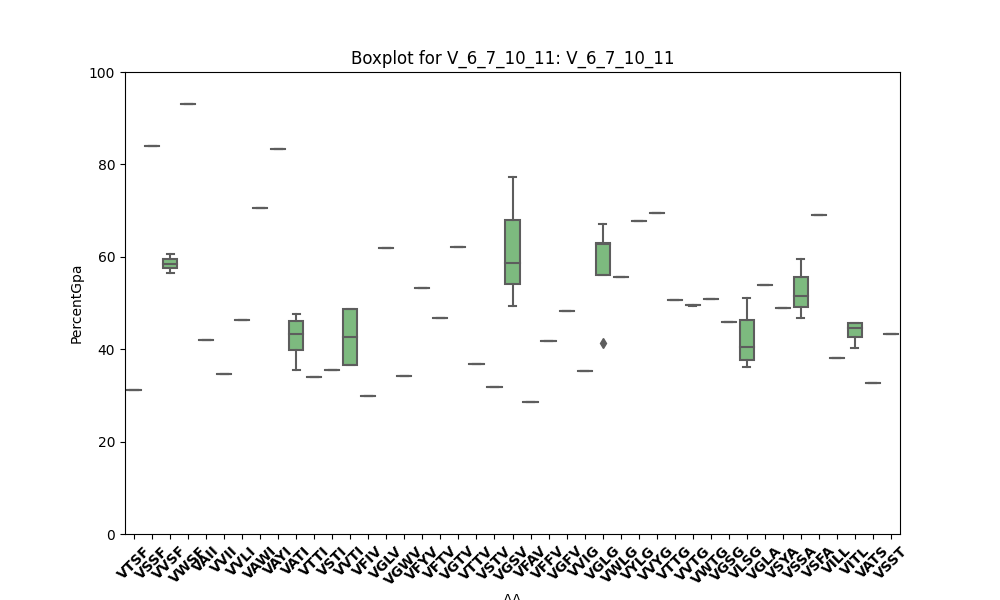 Boxplot for V_6_7_10_11: V_6_7_10_11
100
80
60
40
20
0
PercentGpa
VTSF VSSF VVSF VWSF VAII VVII VVLI VAWI VAYI VATI VTTI VSTI VVTI VFIV VGLV VGWV VFYV VFTV VGTV VTTV VSTV VGSV VFAV VFFV VGFV VVIG VGLG VWLG VYLG VVYG VTTG VVTG VWTG VGSG VLSG VGLA VSYA VSSA VSFA VILL VITL VATS VSST
AA